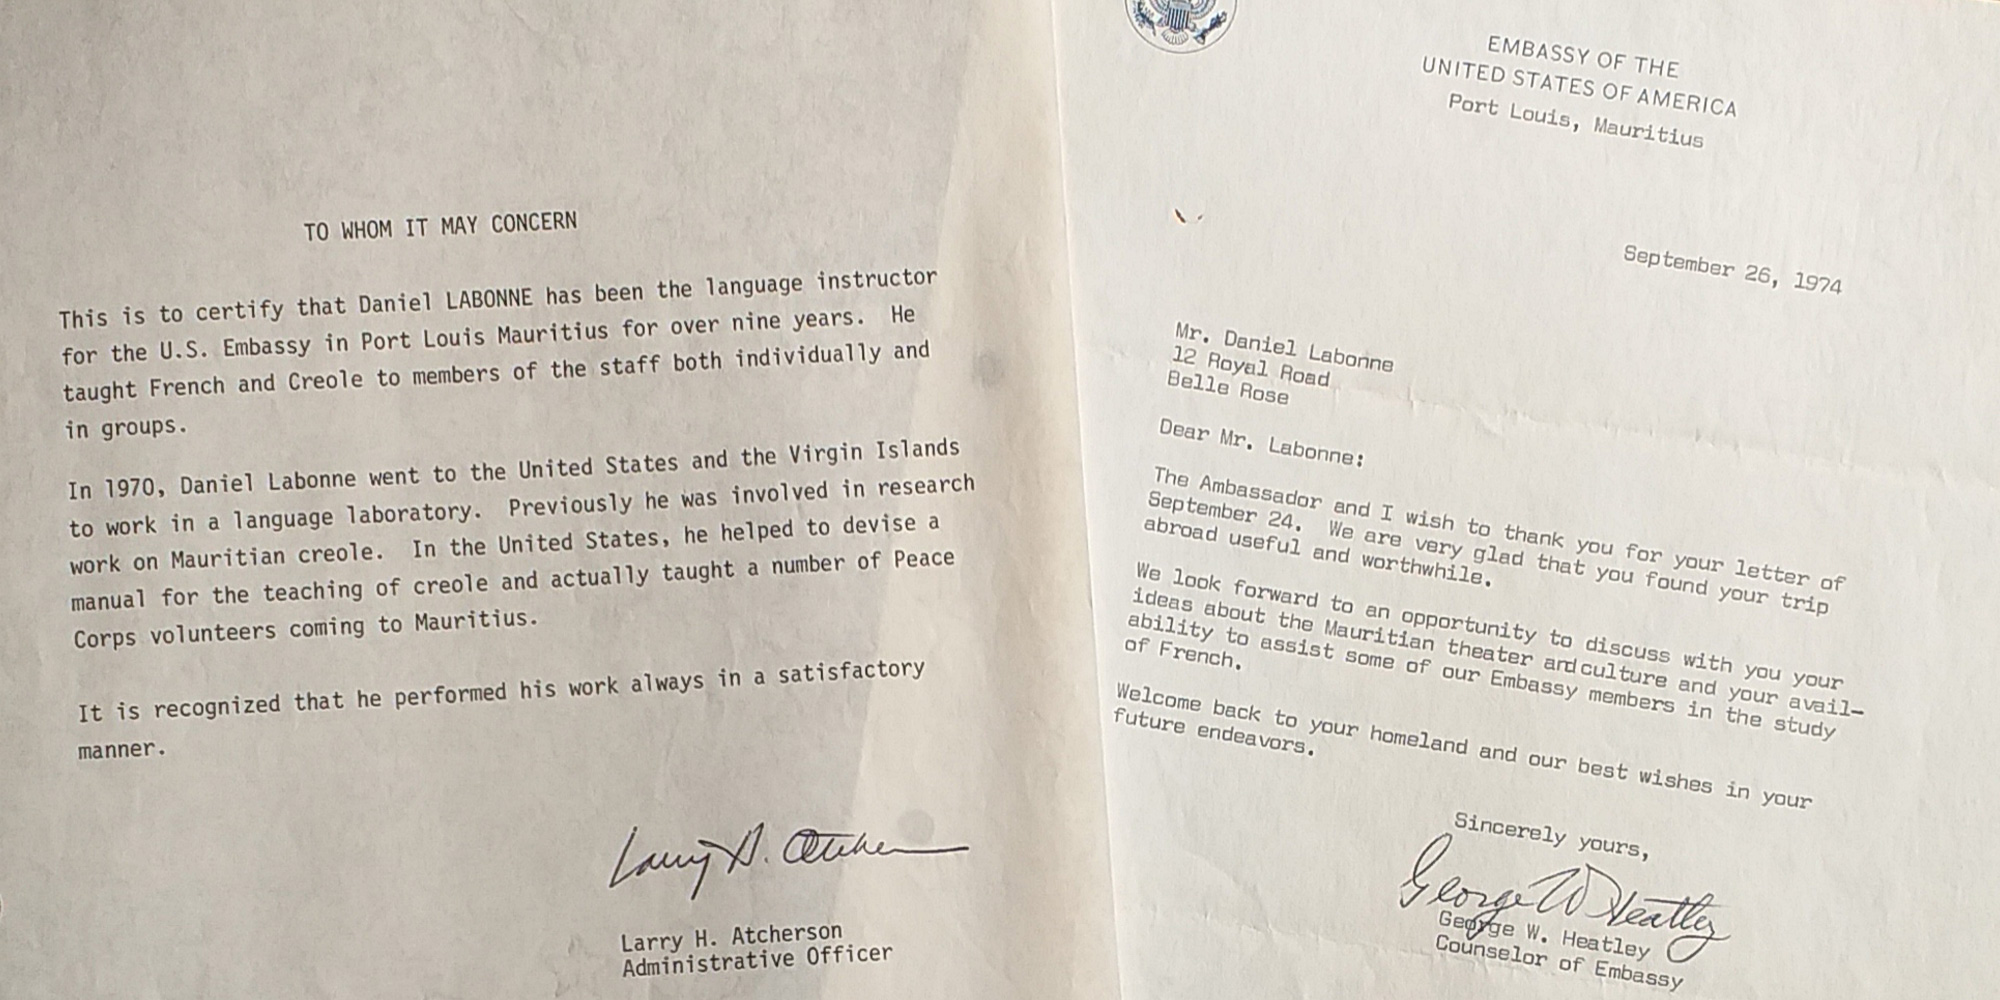 TO WHOM IT MAY CONCERN
This is to certify that Daniel LABONNE has been the language instructor
for the U.S. Embassy in Port Louis Mauritius for over nine years. He
taught French and Creole to members of the staff both individually and
in groups.
In 1970, Daniel Labonne went to the United States and the Virgin Islands
to work in a language laboratory. Previously he was involved in research
work on Mauritian creole. In the United States, he helped to devise a
manual for the teaching of creole and actually taught a number of Peace
Corps volunteers coming to Mauritius.
It is recognized that he performed his work always in a satisfactory
manner.
Larry H. Atcherson
Larry H. Atcherson
Administrative Officer
EMBASSY OF THE
UNITED STATES OF AMERICA
Port Louis, Mauritius
September 26, 1974
Mr. Daniel Labonne
12 Royal Road
Belle Rose
Dear Mr. Labonne:
The Ambassador and I wish to thank you for your letter of
September 24. We are very glad that you found your trip
abroad useful and worthwhile.
We look forward to an opportunity to discuss with you your
ideas about the Mauritian theater and culture and your avail-
ability to assist some of our Embassy members in the study
of French.
Welcome back to your homeland and our best wishes in your
future endeavors.
Sincerely yours,
George W Heatley
George W. Heatley
Counselor of Embassy